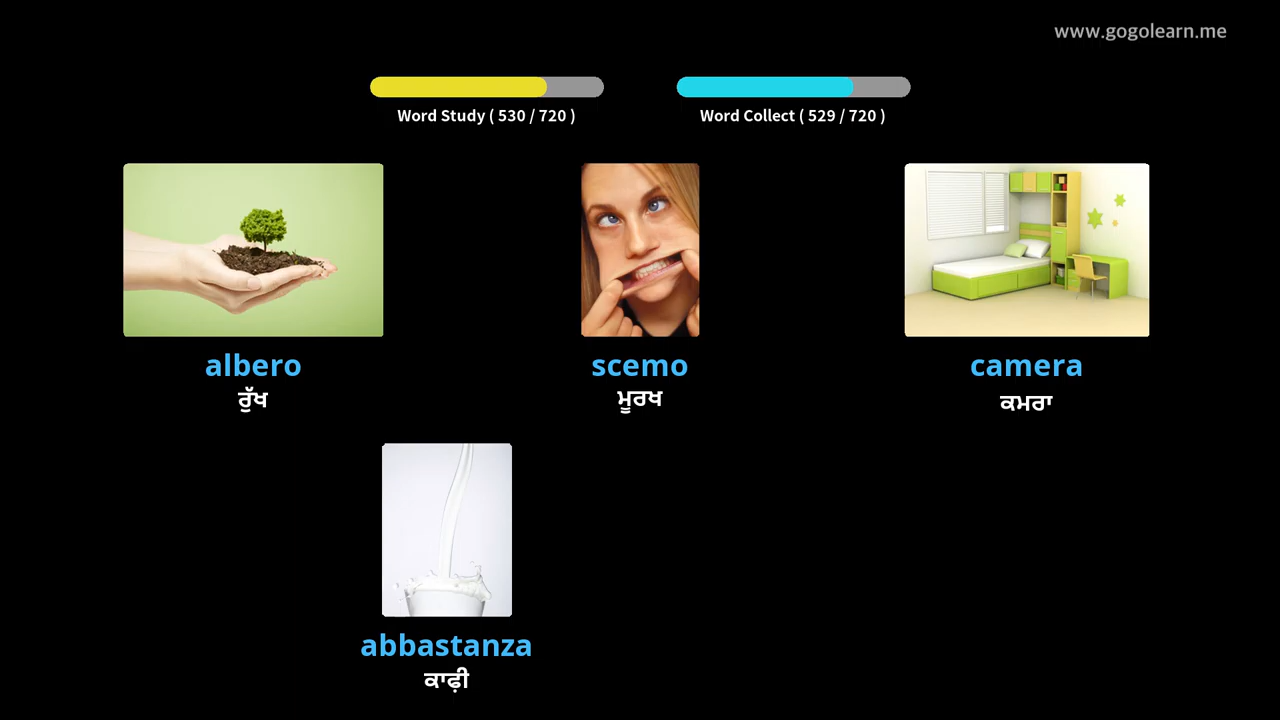 www.gogolearn.me
Word Study ( 530 / 720 )
Word Collect ( 529 / 720 )
albero
ਰੁੱਖ
scemo
ਮੂਰਖ
camera
ਕਮਰਾ
abbastanza
ਕਾਫ਼ੀ